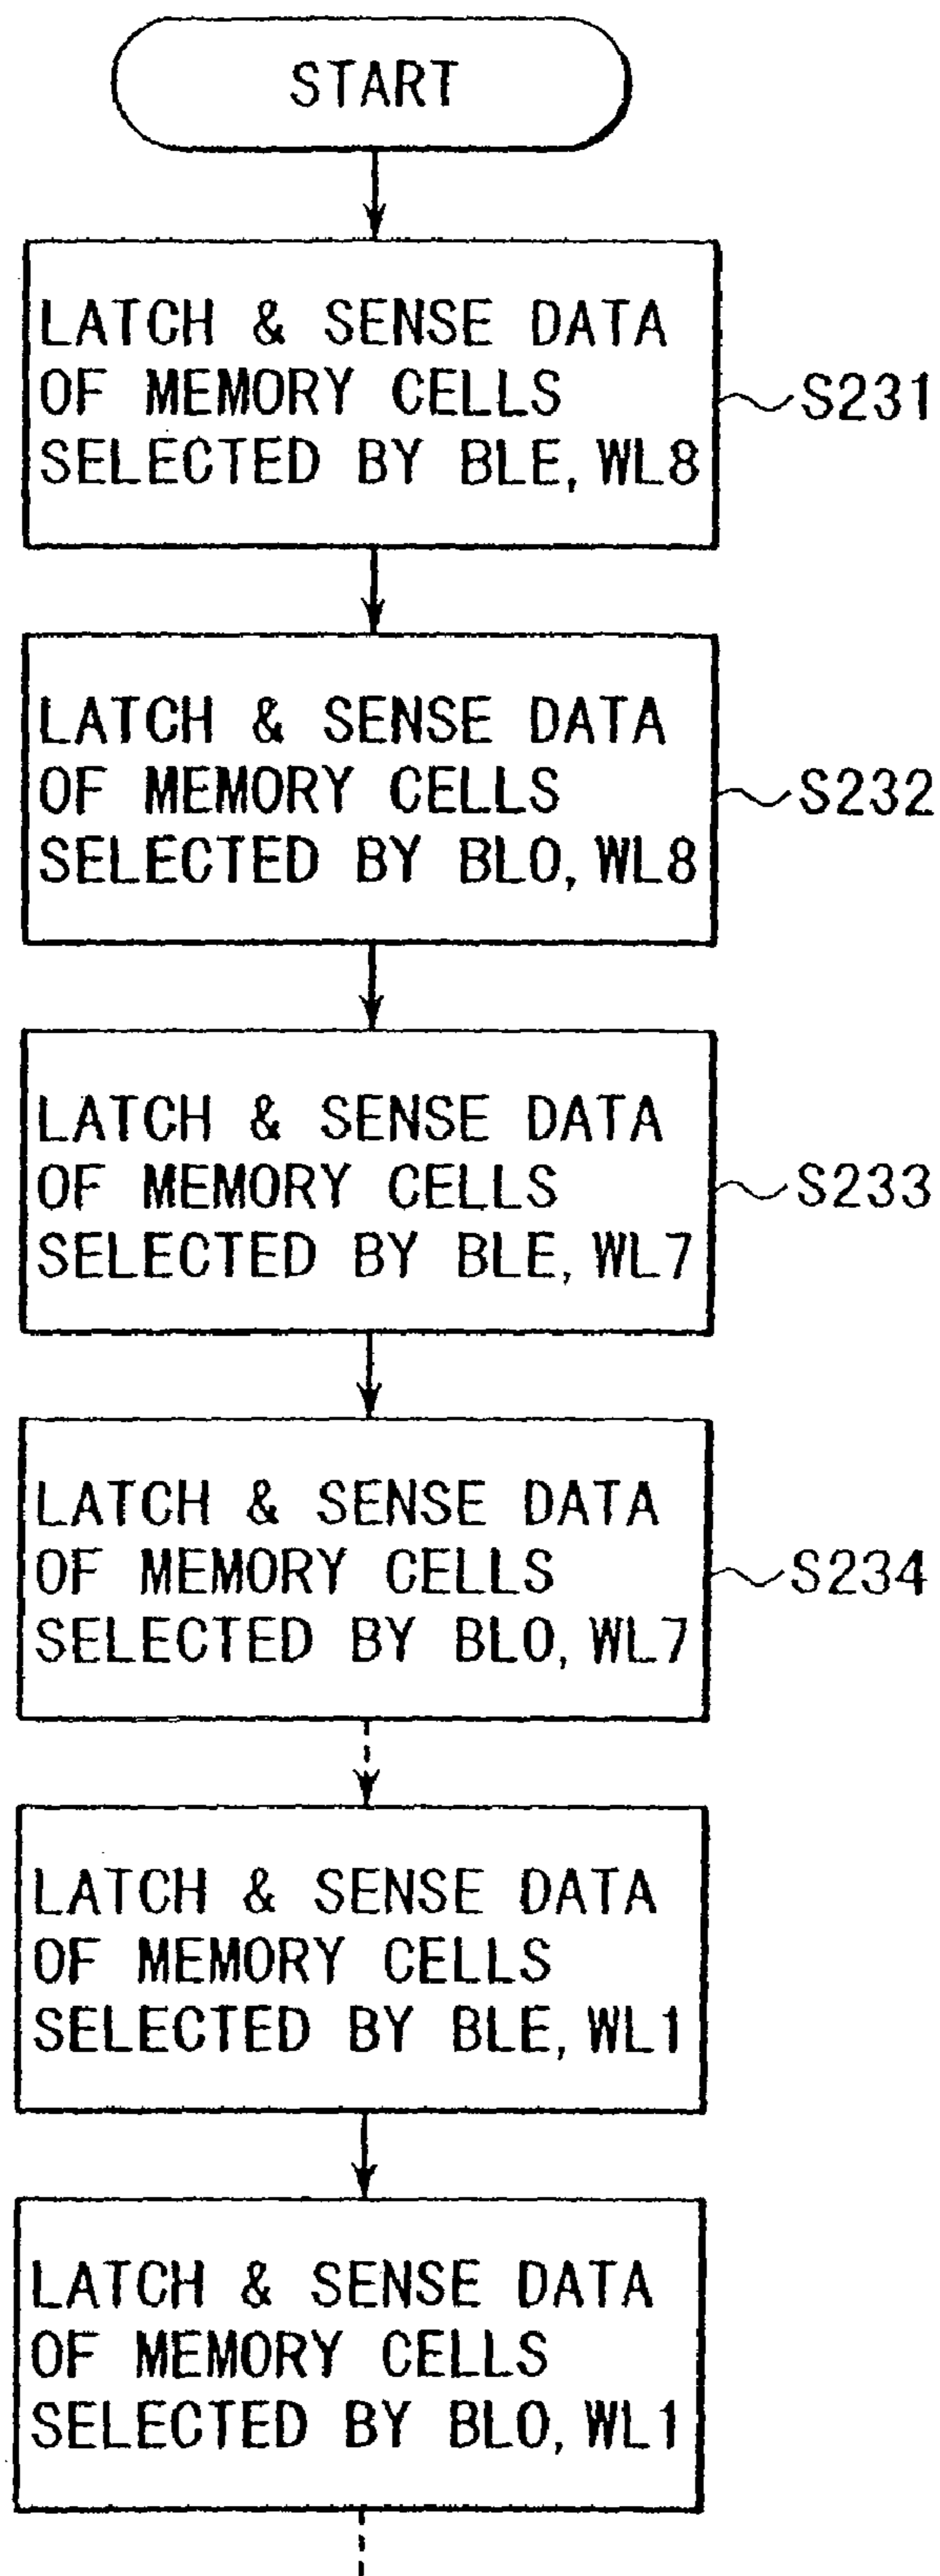 START
LATCH & SENSE DATA
OF MEMORY CELLS
SELECTED BY BLE, WL8
S231
LATCH & SENSE DATA
OF MEMORY CELLS
SELECTED BY BLO, WL8
S232
LATCH & SENSE DATA
OF MEMORY CELLS
SELECTED BY BLE, WL7
S233
LATCH & SENSE DATA
OF MEMORY CELLS
SELECTED BY BLO, WL7
S234
LATCH & SENSE DATA
OF MEMORY CELLS
SELECTED BY BLE, WL1
LATCH & SENSE DATA
OF MEMORY CELLS
SELECTED BY BLO, WL1